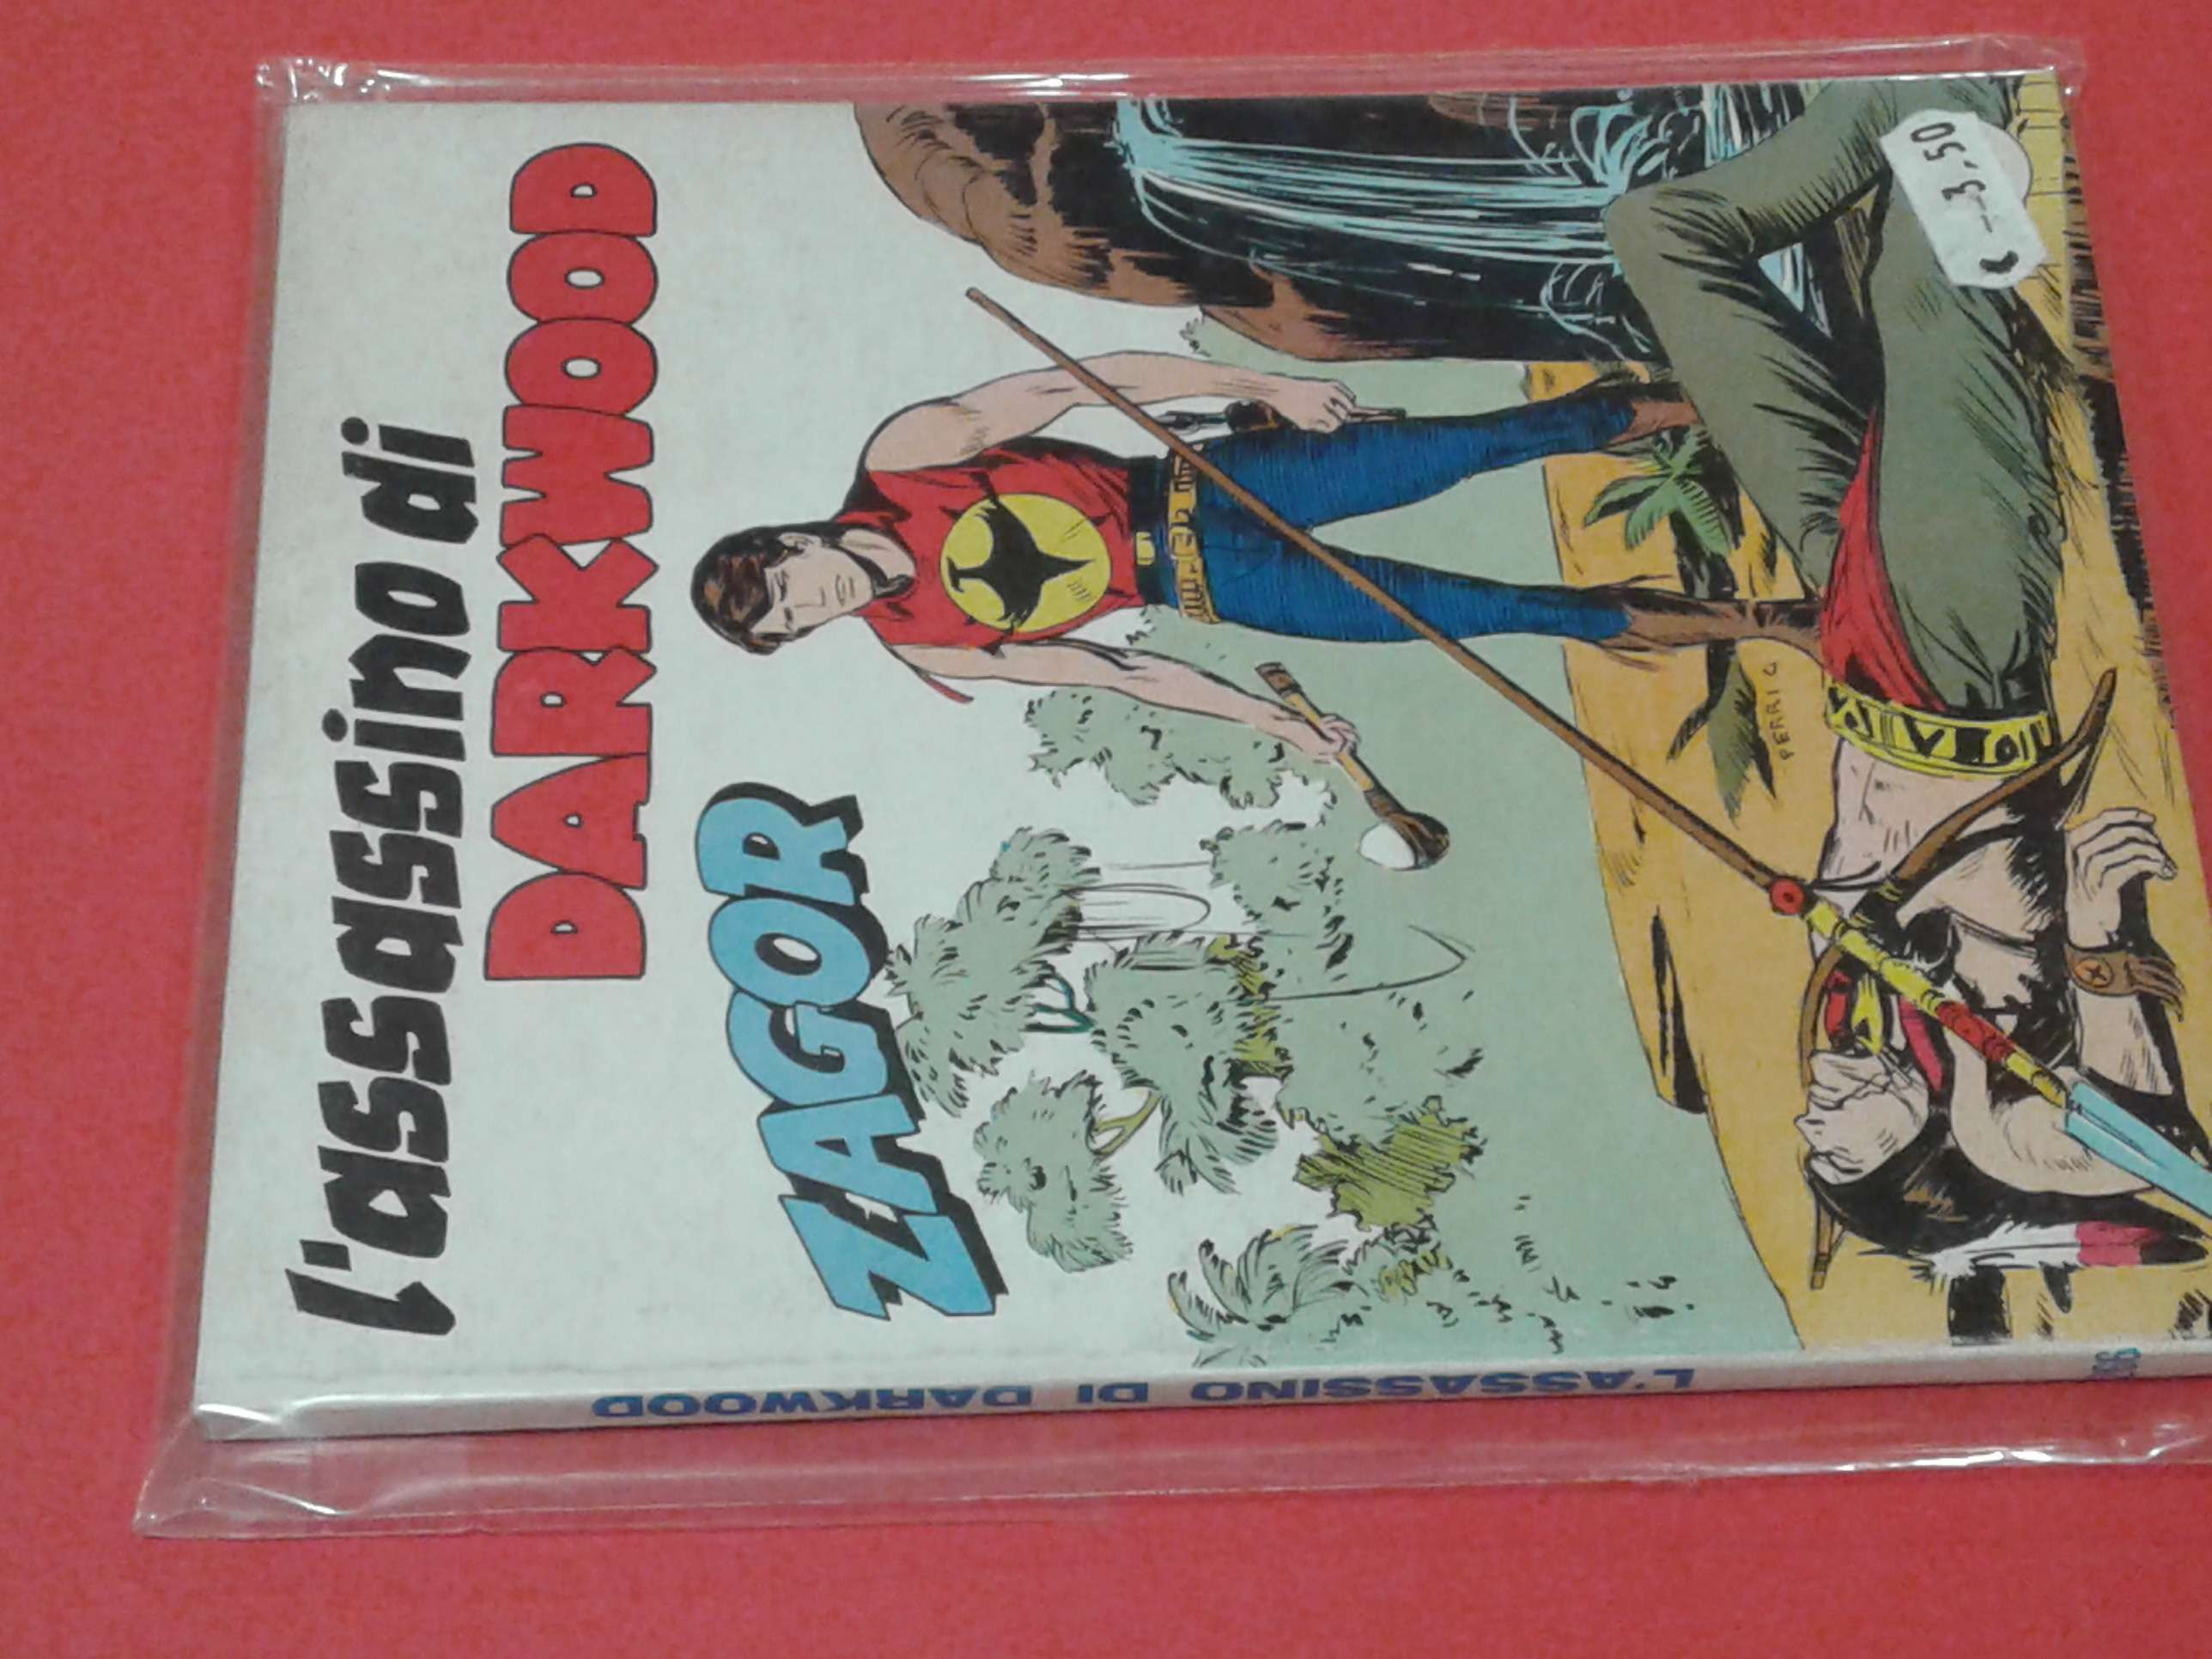 l'assassino di
DARKWOOD
ZAGOR
FERRI G
€ 3,50
L'ASSASSINO DI DARKWOOD